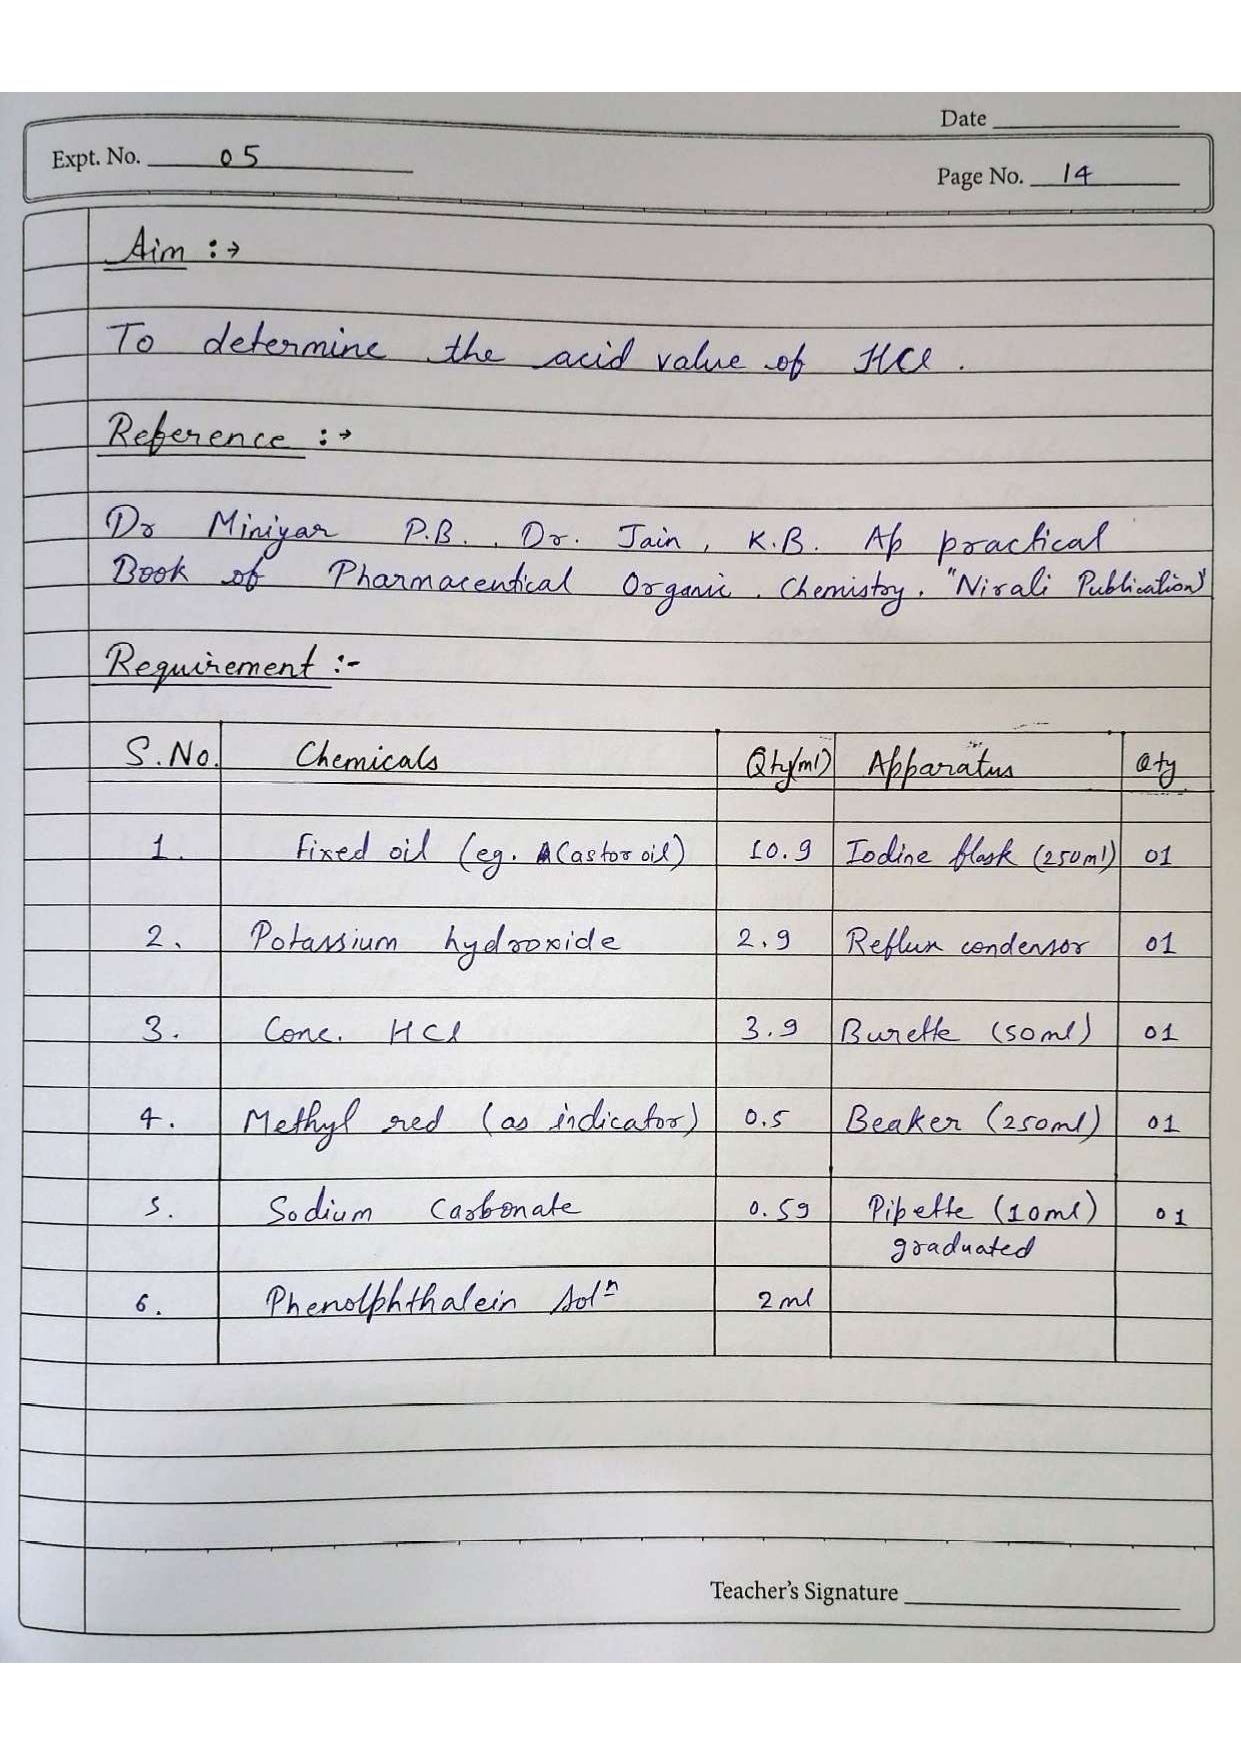 Date
Expt. No. 05
Page No. 14
Aim :→
To determine the acid value of HCl.
Reference :→
Dr Miniyar P.B., Dr. Jain, K.B. Ap practical
Book of Pharmaceutical Organic. Chemistry. "Nirali Publication"
Requirement :-
S.No. Chemicals Qty(ml) Apparatus Qty
1. Fixed oil (eg. Castor oil) 10.9 Iodine flask (250ml) 01
2. Potassium hydroxide 2.9 Reflux condensor 01
3. Conc. HCl 3.9 Burette (50ml) 01
4. Methyl red (as indicator) 0.5 Beaker (250ml) 01
5. Sodium Carbonate 0.59 Pipette (10ml) 01
graduated
6. Phenolphthalein Solⁿ 2 ml
Teacher's Signature